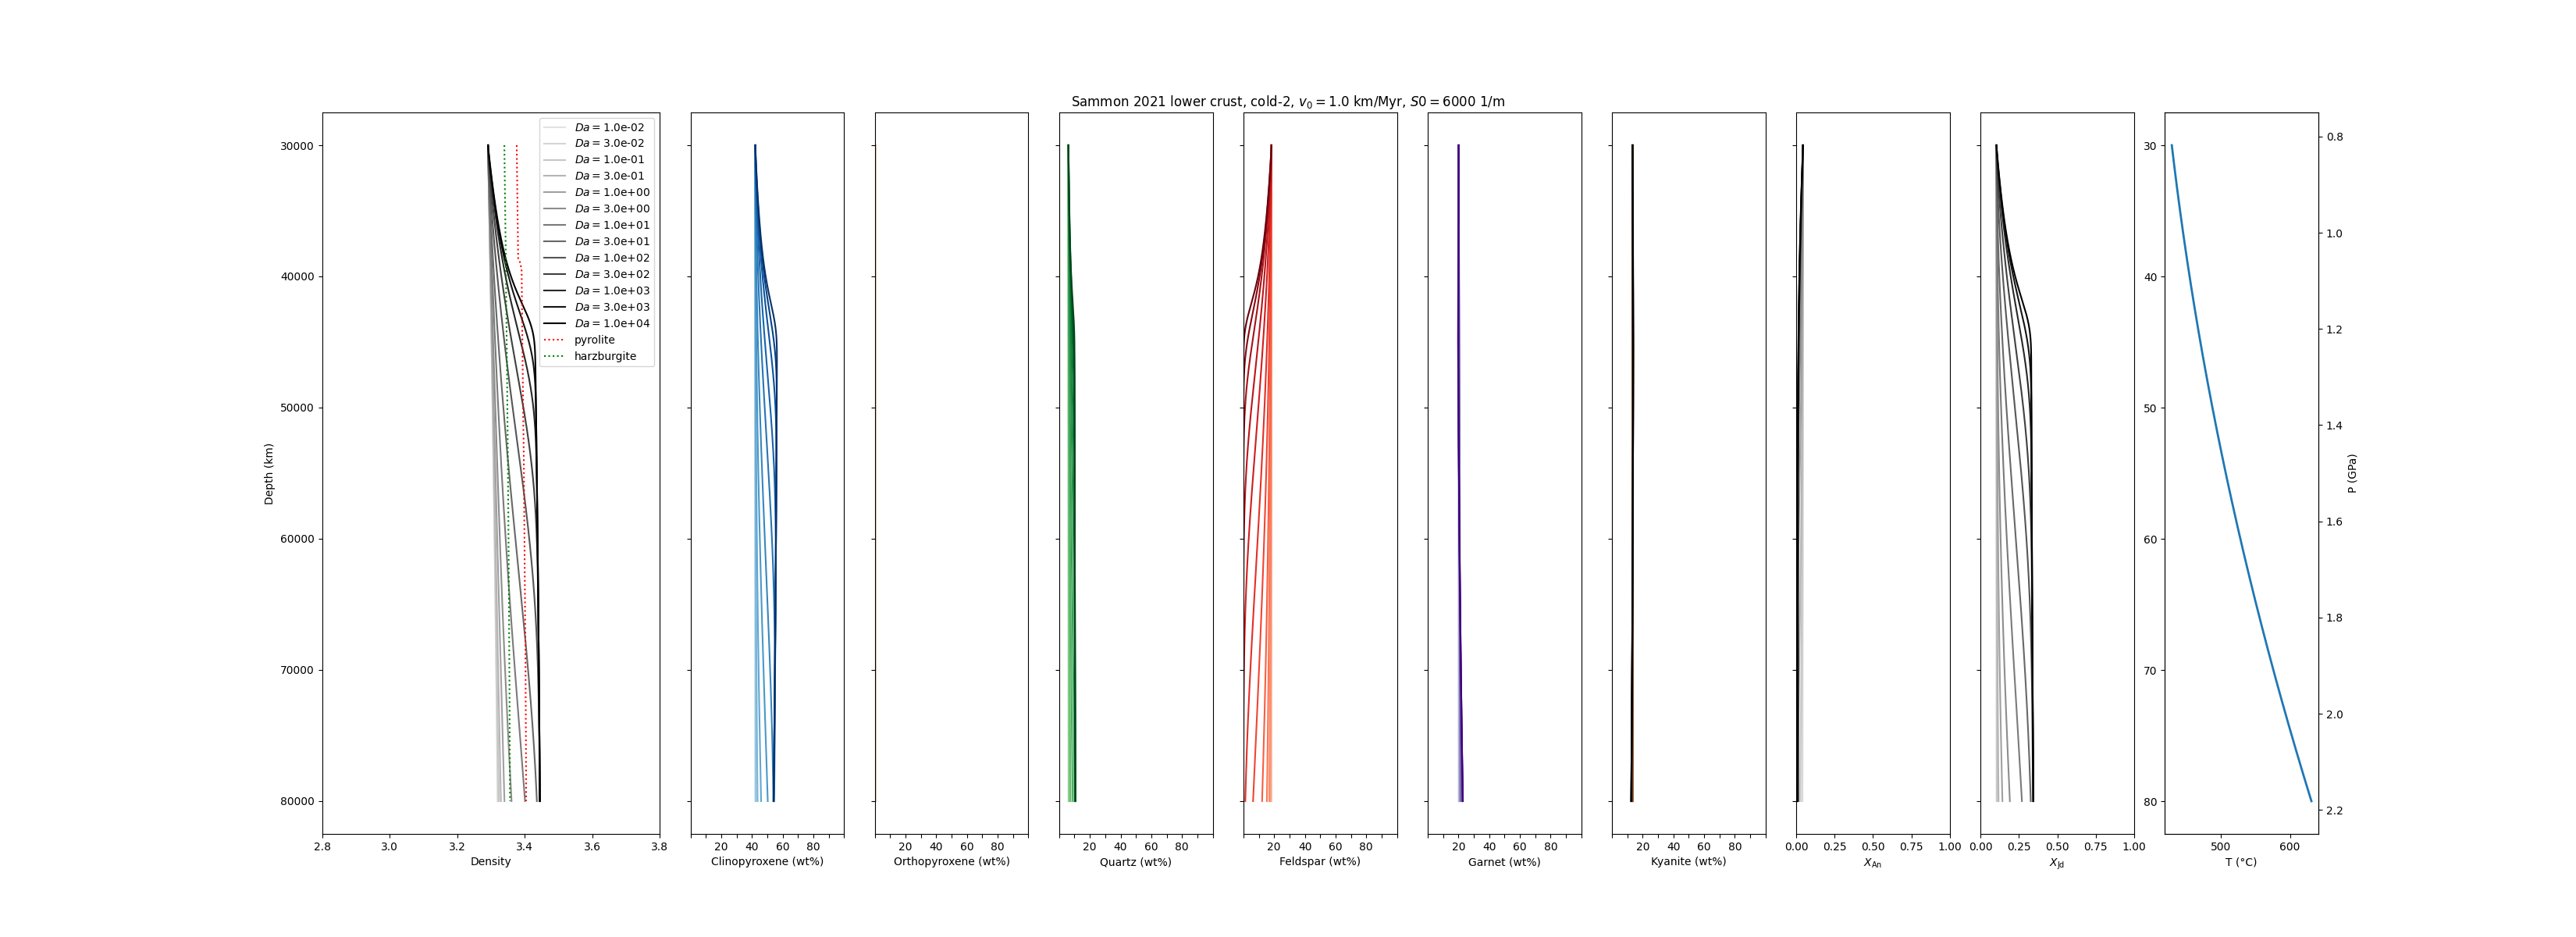 Sammon 2021 lower crust, cold-2, v₀ = 1.0 km/Myr, S0 = 6000 1/m
Da = 1.0e-02
Da = 3.0e-02
Da = 1.0e-01
Da = 3.0e-01
Da = 1.0e+00
Da = 3.0e+00
Da = 1.0e+01
Da = 3.0e+01
Da = 1.0e+02
Da = 3.0e+02
Da = 1.0e+03
Da = 3.0e+03
Da = 1.0e+04
pyrolite
harzburgite
Depth (km)
30000
40000
50000
60000
70000
80000
2.8 3.0 3.2 3.4 3.6 3.8
Density
20 40 60 80
Clinopyroxene (wt%)
20 40 60 80
Orthopyroxene (wt%)
20 40 60 80
Quartz (wt%)
20 40 60 80
Feldspar (wt%)
20 40 60 80
Garnet (wt%)
20 40 60 80
Kyanite (wt%)
0.00 0.25 0.50 0.75 1.00
X_An
0.00 0.25 0.50 0.75 1.00
X_Jd
30
40
50
60
70
80
500 600
T (°C)
0.8
1.0
1.2
1.4
1.6
1.8
2.0
2.2
P (GPa)